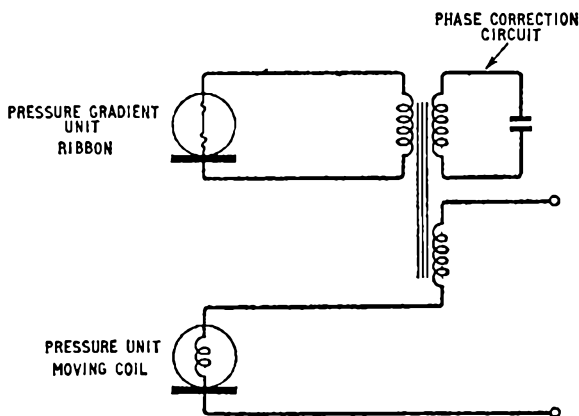 PHASE CORRECTION
CIRCUIT
PRESSURE GRADIENT
UNIT
RIBBON
PRESSURE UNIT
MOVING COIL